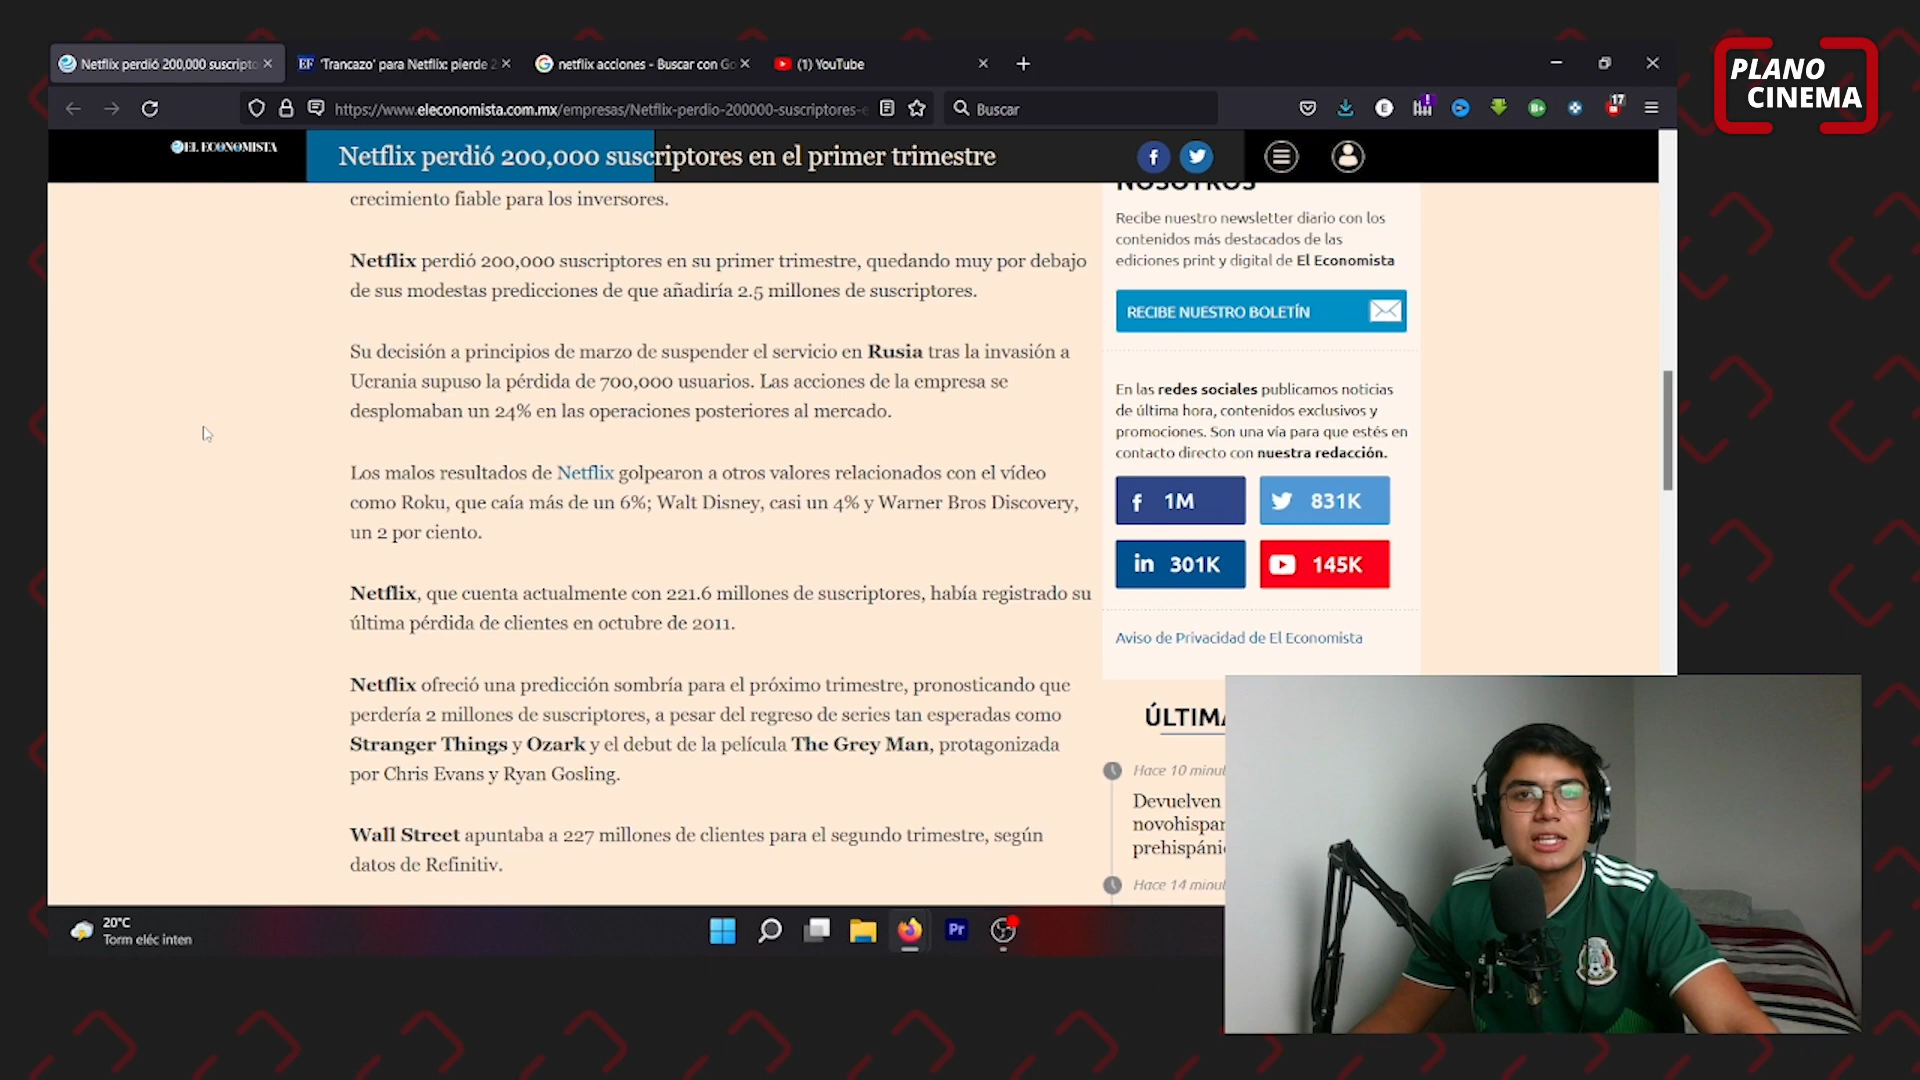 PLANO
CINEMA
Netflix perdió 200,000 suscripto
EF 'Trancazo' para Netflix: pierde 2
netflix acciones - Buscar con Go
(1) YouTube
https://www.eleconomista.com.mx/empresas/Netflix-perdio-200000-suscriptores-e
Buscar
17
EL ECONOMISTA
Netflix perdió 200,000 suscriptores en el primer trimestre
crecimiento fiable para los inversores.
Netflix perdió 200,000 suscriptores en su primer trimestre, quedando muy por debajo
de sus modestas predicciones de que añadiría 2.5 millones de suscriptores.
Su decisión a principios de marzo de suspender el servicio en Rusia tras la invasión a
Ucrania supuso la pérdida de 700,000 usuarios. Las acciones de la empresa se
desplomaban un 24% en las operaciones posteriores al mercado.
Los malos resultados de Netflix golpearon a otros valores relacionados con el vídeo
como Roku, que caía más de un 6%; Walt Disney, casi un 4% y Warner Bros Discovery,
un 2 por ciento.
Netflix, que cuenta actualmente con 221.6 millones de suscriptores, había registrado su
última pérdida de clientes en octubre de 2011.
Netflix ofreció una predicción sombría para el próximo trimestre, pronosticando que
perdería 2 millones de suscriptores, a pesar del regreso de series tan esperadas como
Stranger Things y Ozark y el debut de la película The Grey Man, protagonizada
por Chris Evans y Ryan Gosling.
Wall Street apuntaba a 227 millones de clientes para el segundo trimestre, según
datos de Refinitiv.
NOSOTROS
Recibe nuestro newsletter diario con los
contenidos más destacados de las
ediciones print y digital de El Economista
RECIBE NUESTRO BOLETÍN
En las redes sociales publicamos noticias
de última hora, contenidos exclusivos y
promociones. Son una vía para que estés en
contacto directo con nuestra redacción.
1M
831K
301K
145K
Aviso de Privacidad de El Economista
ÚLTIMA
Hace 10 minut
Devuelven
novohispan
prehispánic
Hace 14 minut
20°C
Torm eléc inten
Pr